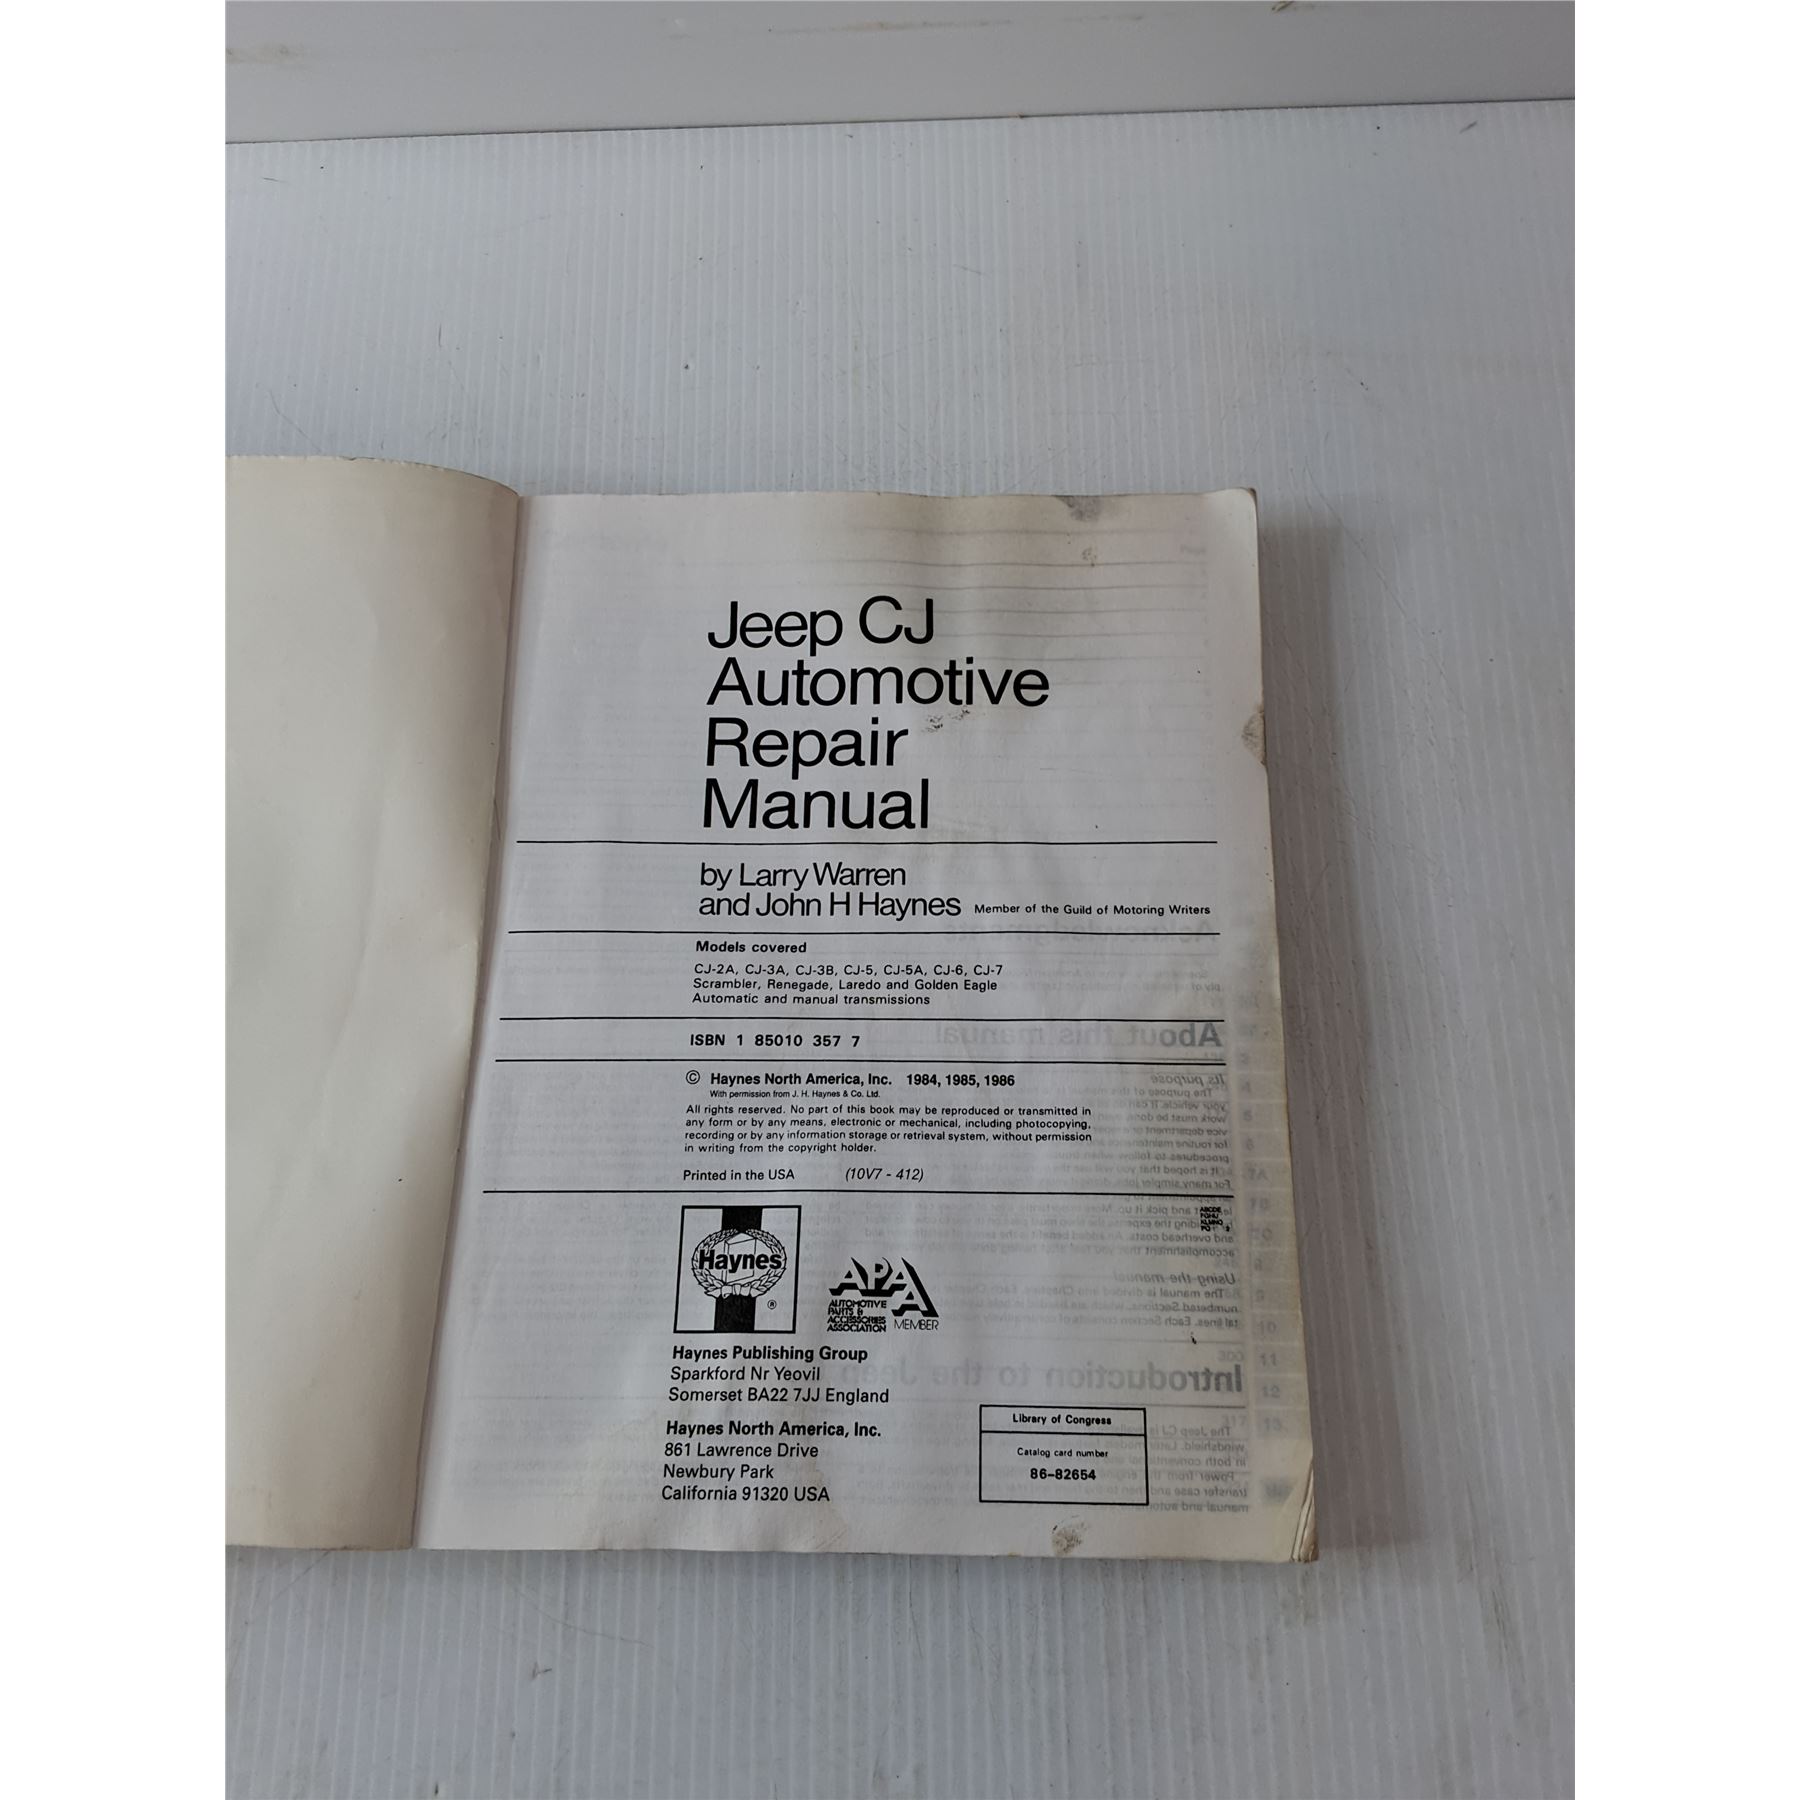 Jeep CJ
Automotive
Repair
Manual
by Larry Warren
and John H Haynes Member of the Guild of Motoring Writers
Models covered
CJ-2A, CJ-3A, CJ-3B, CJ-5, CJ-5A, CJ-6, CJ-7
Scrambler, Renegade, Laredo and Golden Eagle
Automatic and manual transmissions
ISBN 1 85010 357 7
© Haynes North America, Inc. 1984, 1985, 1986
With permission from J. H. Haynes & Co. Ltd.
All rights reserved. No part of this book may be reproduced or transmitted in
any form or by any means, electronic or mechanical, including photocopying,
recording or by any information storage or retrieval system, without permission
in writing from the copyright holder.
Printed in the USA (10V7 - 412)
ABCDE
FGHIJ
KLMNO
PQ 2
Haynes
®
APAA
AUTOMOTIVE
PARTS &
ACCESSORIES
ASSOCIATION MEMBER
Haynes Publishing Group
Sparkford Nr Yeovil
Somerset BA22 7JJ England
Haynes North America, Inc.
861 Lawrence Drive
Newbury Park
California 91320 USA
Library of Congress
Catalog card number
86-82654